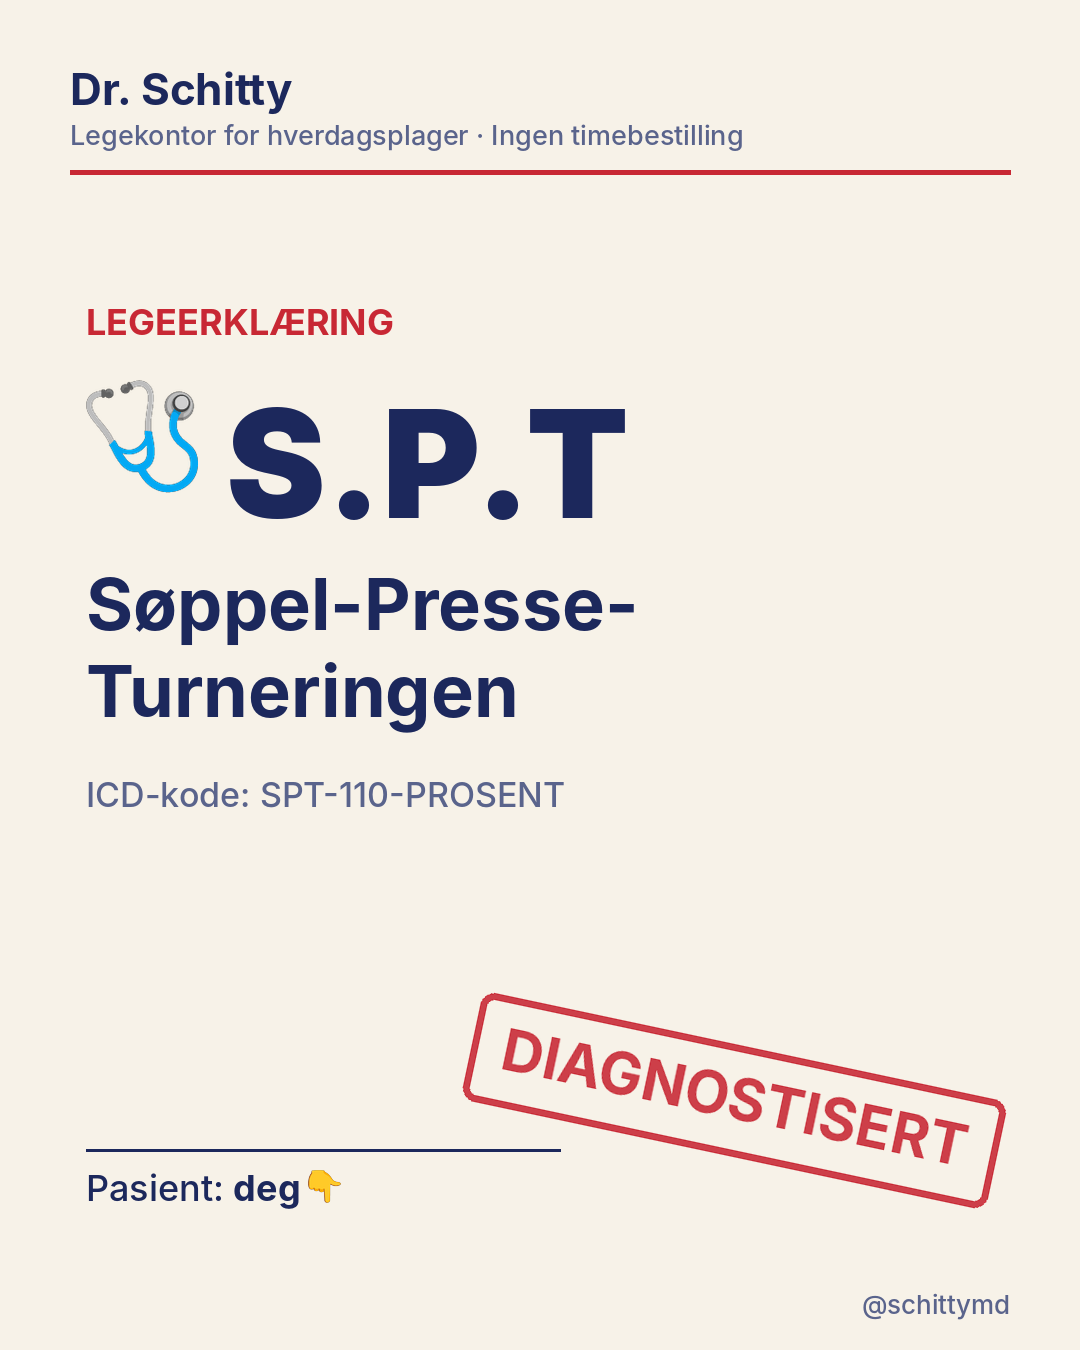 Dr. Schitty
Legekontor for hverdagsplager · Ingen timebestilling
LEGEERKLÆRING
S.P.T
Søppel-Presse-
Turneringen
ICD-kode: SPT-110-PROSENT
DIAGNOSTISERT
Pasient: deg👇
@schittymd